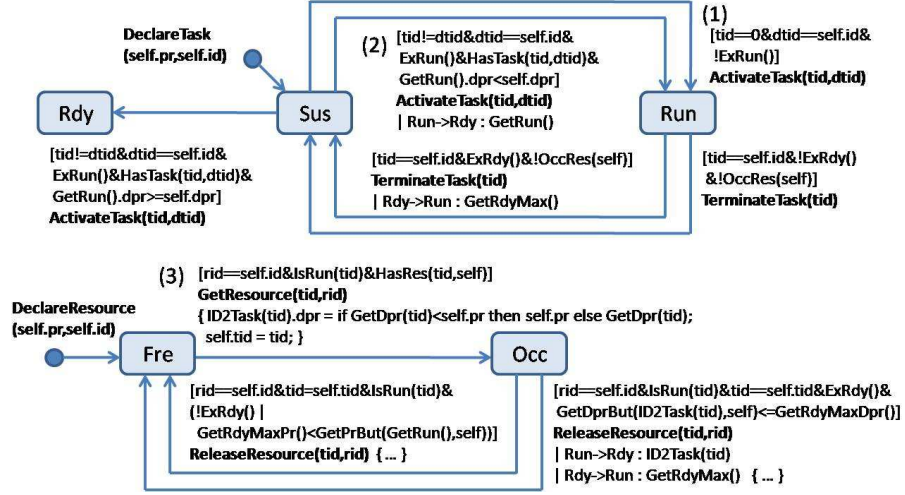 (1)
DeclareTask
(self.pr,self.id)
(2)
[tid!=dtid&dtid==self.id&
ExRun()&HasTask(tid,dtid)&
GetRun().dpr<self.dpr]
ActivateTask(tid,dtid)
| Run->Rdy : GetRun()
[tid==0&dtid==self.id&
!ExRun()]
ActivateTask(tid,dtid)
Rdy
Sus
Run
[tid!=dtid&dtid==self.id&
ExRun()&HasTask(tid,dtid)&
GetRun().dpr>=self.dpr]
ActivateTask(tid,dtid)
[tid==self.id&ExRdy()&!OccRes(self)]
TerminateTask(tid)
| Rdy->Run : GetRdyMax()
[tid==self.id&!ExRdy()
&!OccRes(self)]
TerminateTask(tid)
(3)
[rid==self.id&IsRun(tid)&HasRes(tid,self)]
GetResource(tid,rid)
{ ID2Task(tid).dpr = if GetDpr(tid)<self.pr then self.pr else GetDpr(tid);
self.tid = tid; }
DeclareResource
(self.pr,self.id)
Fre
Occ
[rid==self.id&tid=self.tid&IsRun(tid)&
(!ExRdy() |
GetRdyMaxPr()<GetPrBut(GetRun(),self))]
ReleaseResource(tid,rid) { ... }
[rid==self.id&IsRun(tid)&tid==self.tid&ExRdy()&
GetDprBut(ID2Task(tid),self)<=GetRdyMaxDpr()]
ReleaseResource(tid,rid)
| Run->Rdy : ID2Task(tid)
| Rdy->Run : GetRdyMax() { ... }